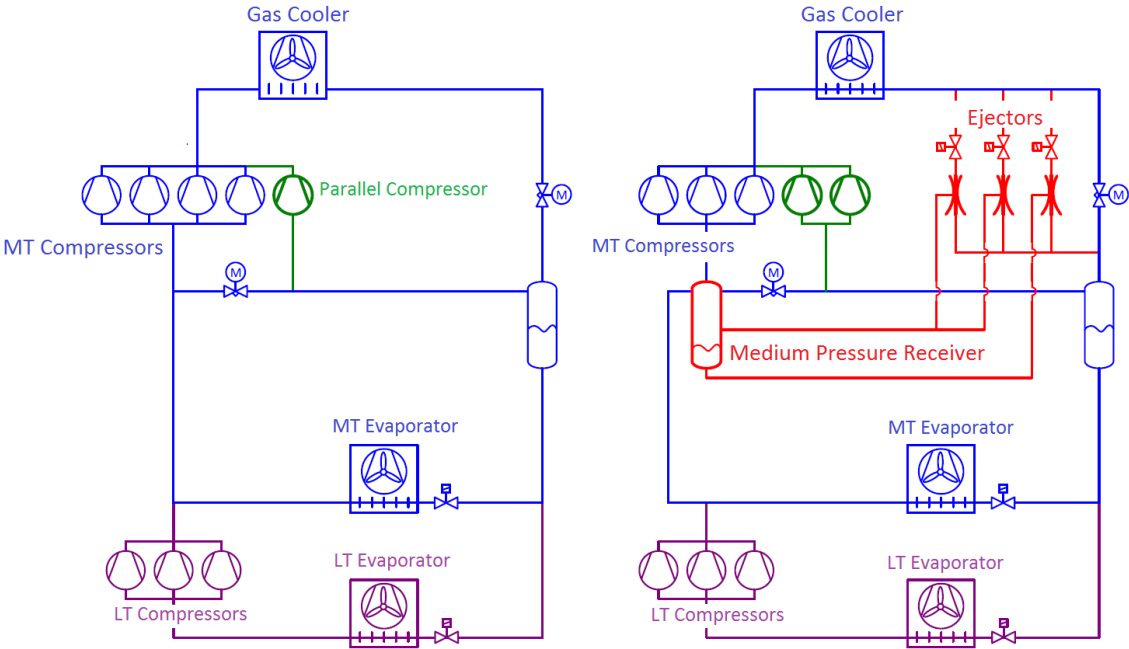 Gas Cooler
Parallel Compressor
MT Compressors
M
M
MT Evaporator
LT Evaporator
LT Compressors
Gas Cooler
Ejectors
M
MT Compressors
M
Medium Pressure Receiver
MT Evaporator
LT Evaporator
LT Compressors